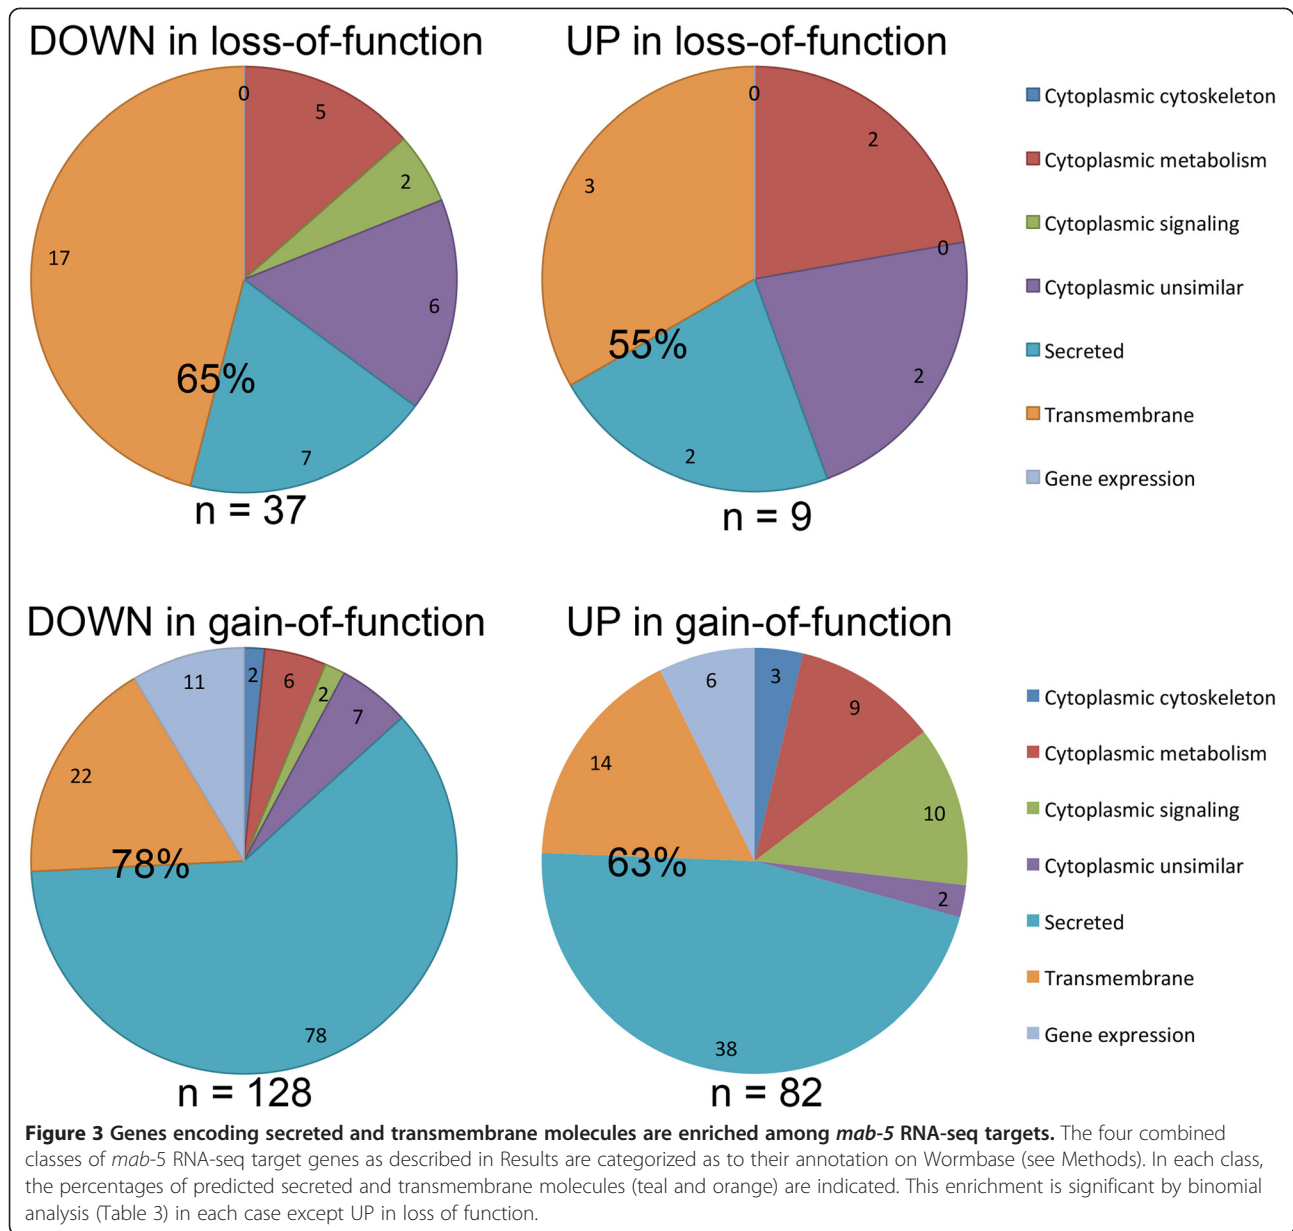 DOWN in loss-of-function
UP in loss-of-function
0
5
2
6
7
17
65%
n = 37
0
2
0
2
2
3
55%
n = 9
Cytoplasmic cytoskeleton
Cytoplasmic metabolism
Cytoplasmic signaling
Cytoplasmic unsimilar
Secreted
Transmembrane
Gene expression
DOWN in gain-of-function
UP in gain-of-function
2
6
2
7
78
22
11
78%
n = 128
3
9
10
2
38
14
6
63%
n = 82
Cytoplasmic cytoskeleton
Cytoplasmic metabolism
Cytoplasmic signaling
Cytoplasmic unsimilar
Secreted
Transmembrane
Gene expression
Figure 3 Genes encoding secreted and transmembrane molecules are enriched among mab-5 RNA-seq targets. The four combined
classes of mab-5 RNA-seq target genes as described in Results are categorized as to their annotation on Wormbase (see Methods). In each class,
the percentages of predicted secreted and transmembrane molecules (teal and orange) are indicated. This enrichment is significant by binomial
analysis (Table 3) in each case except UP in loss of function.